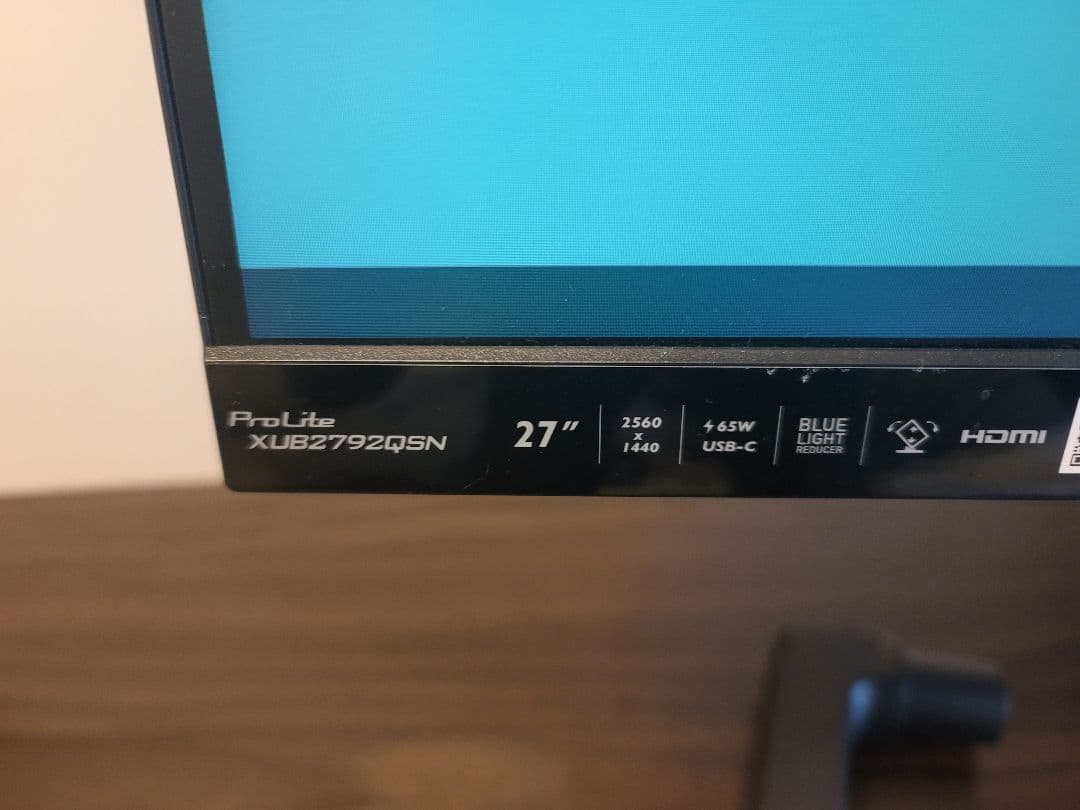 ProLite
XUB2792QSN
27"
2560
x
1440
65W
USB-C
BLUE
LIGHT
REDUCER
HDMI